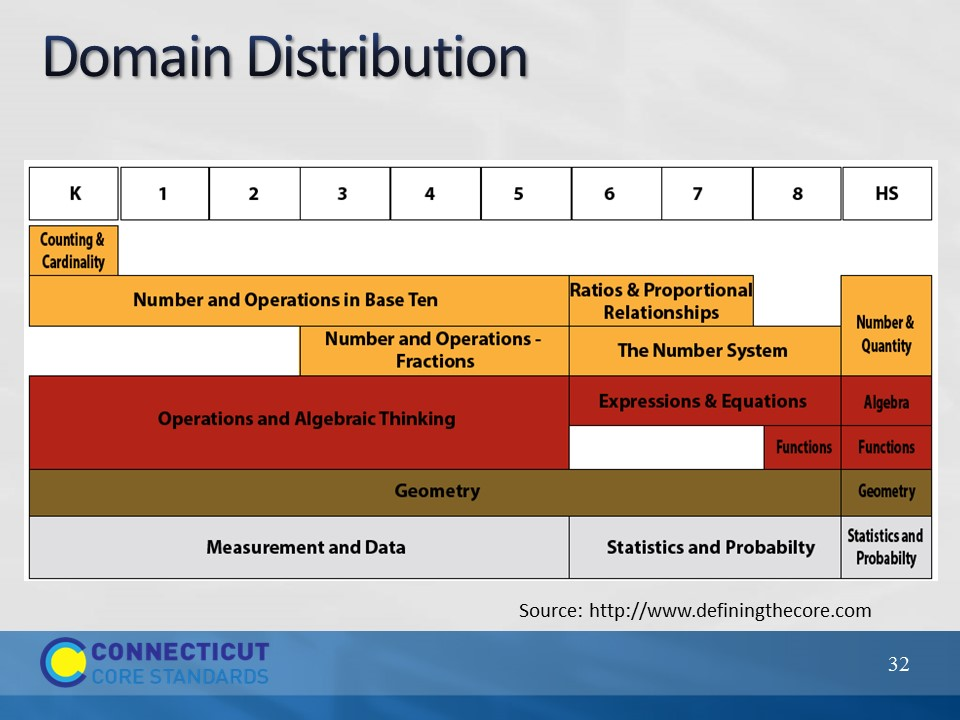 Domain Distribution
K 1 2 3 4 5 6 7 8 HS
Counting &
Cardinality
Number and Operations in Base Ten
Ratios & Proportional
Relationships
Number &
Quantity
Number and Operations -
Fractions
The Number System
Operations and Algebraic Thinking
Expressions & Equations
Algebra
Functions
Functions
Geometry
Geometry
Measurement and Data
Statistics and Probabilty
Statistics and
Probabilty
Source: http://www.definingthecore.com
CONNECTICUT
CORE STANDARDS
32